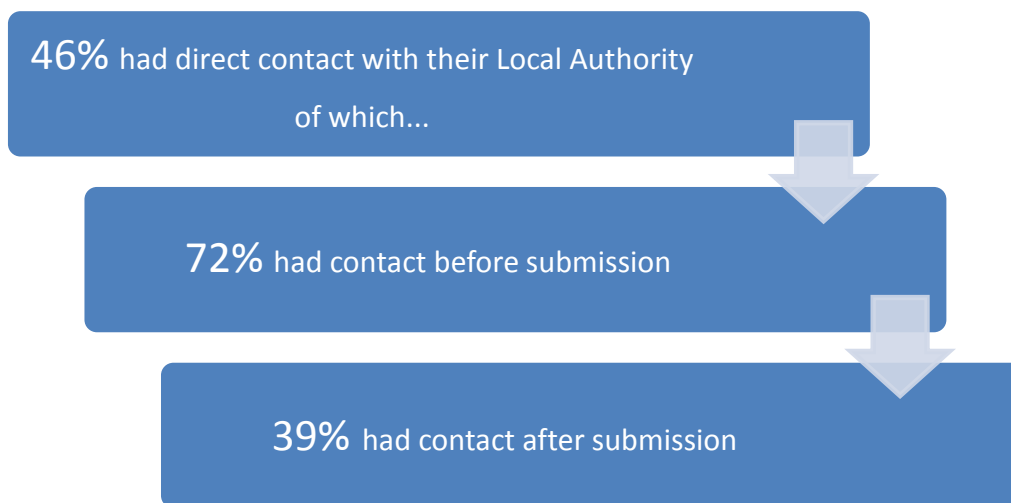 46% had direct contact with their Local Authority
of which...
72% had contact before submission
39% had contact after submission